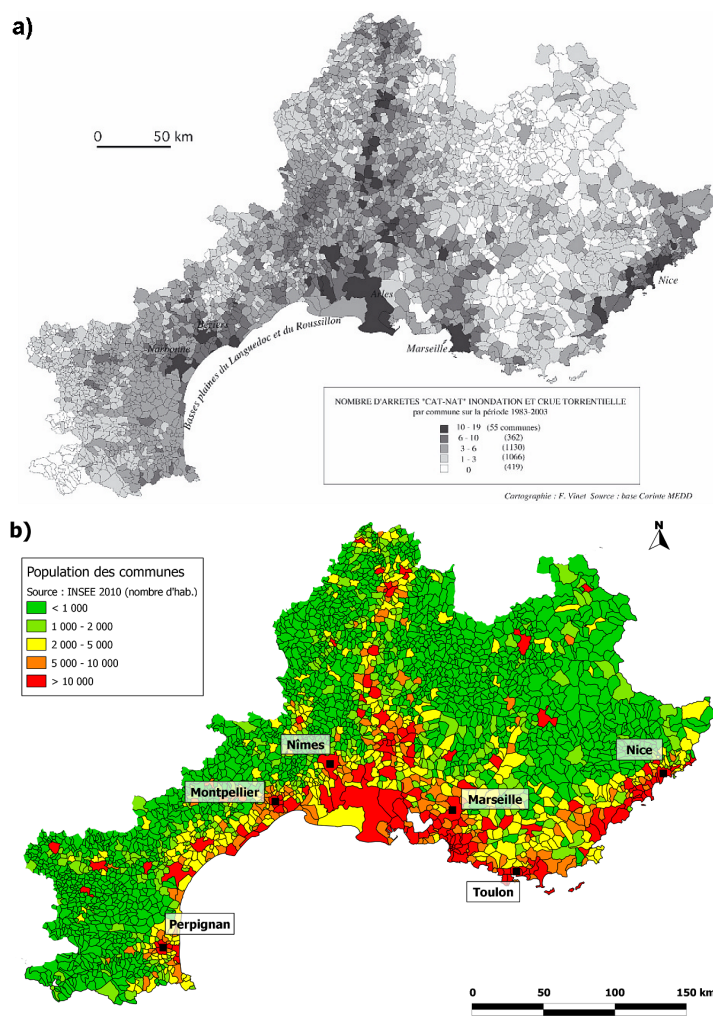 a)
0 50 km
Arles
Nice
Béziers
Marseille
Narbonne
Basses plaines du Languedoc et du Roussillon
NOMBRE D'ARRETES "CAT-NAT" INONDATION ET CRUE TORRENTIELLE
par commune sur la période 1983-2003
10 - 19 (55 communes)
6 - 10 (362)
3 - 6 (1130)
1 - 3 (1066)
0 (419)
Cartographie : F. Vinet Source : base Corinte MEDD
b)
N
Population des communes
Source : INSEE 2010 (nombre d'hab.)
< 1 000
1 000 - 2 000
2 000 - 5 000
5 000 - 10 000
> 10 000
Nîmes
Nice
Montpellier
Marseille
Toulon
Perpignan
0 50 100 150 km